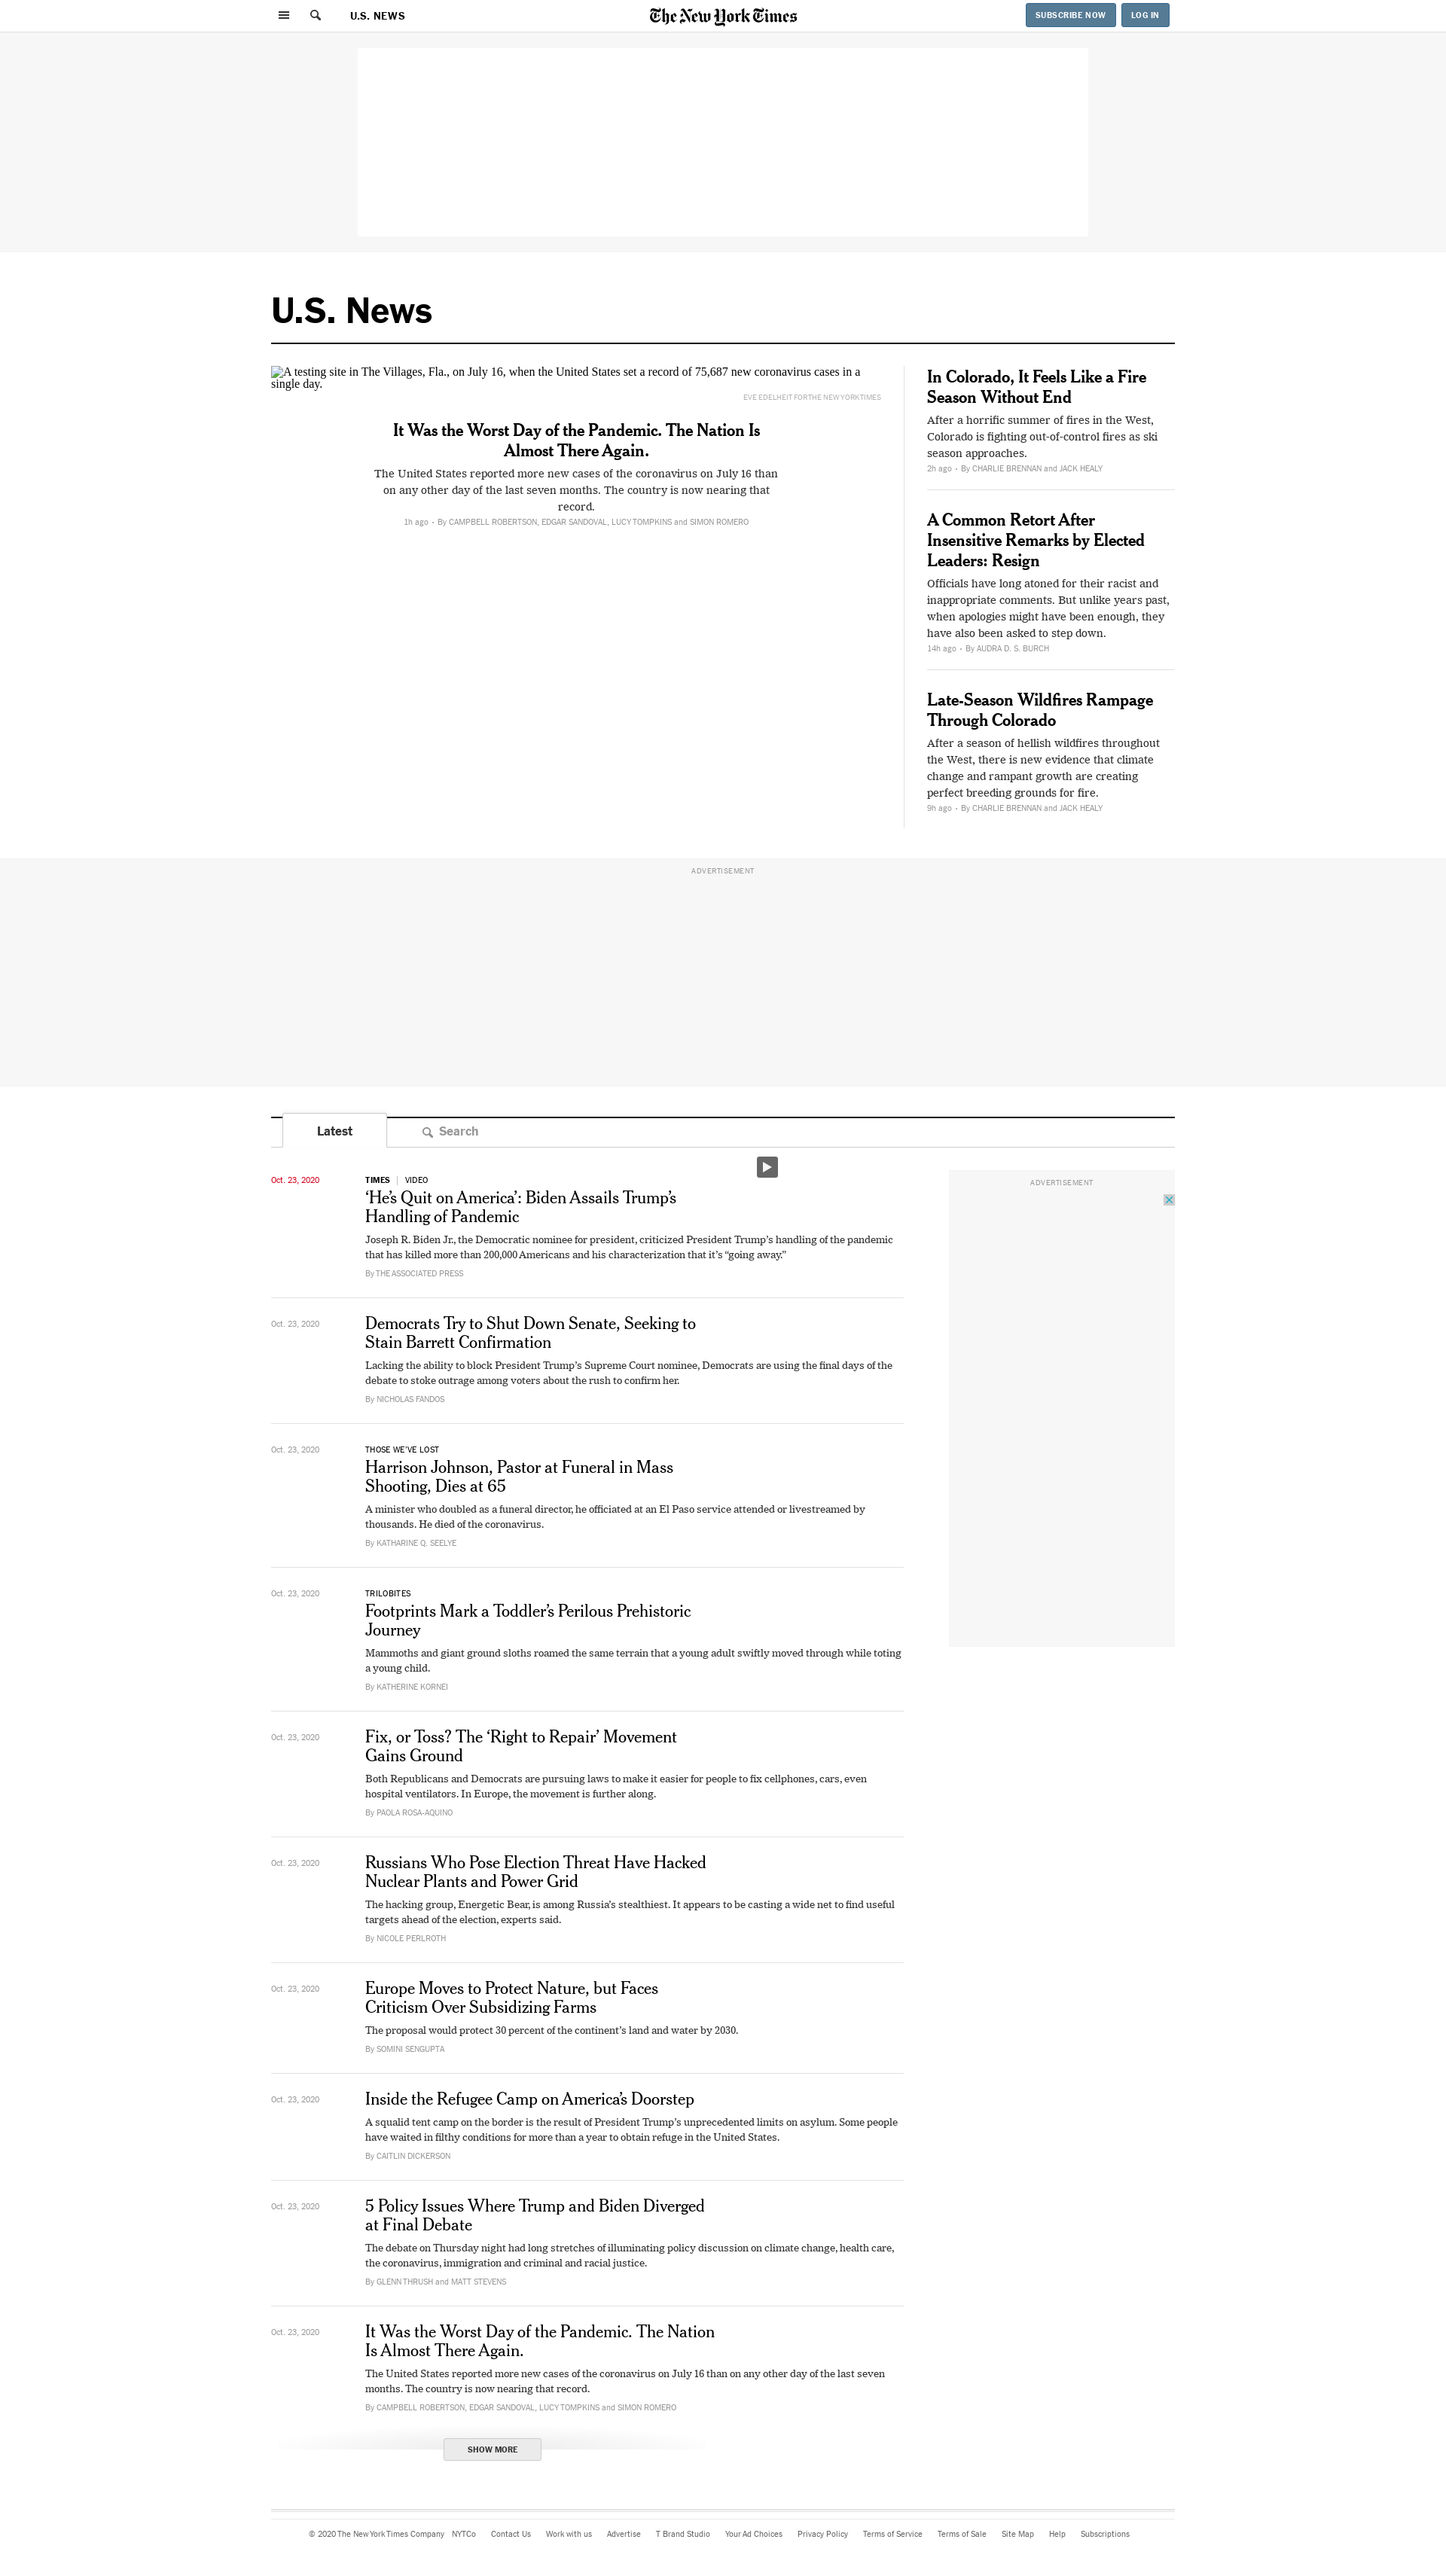 U.S. NEWS
The New York Times
SUBSCRIBE NOW
LOG IN
U.S. News
A testing site in The Villages, Fla., on July 16, when the United States set a record of 75,687 new coronavirus cases in a
single day.
EVE EDELHEIT FOR THE NEW YORK TIMES
It Was the Worst Day of the Pandemic. The Nation Is
Almost There Again.
The United States reported more new cases of the coronavirus on July 16 than
on any other day of the last seven months. The country is now nearing that
record.
1h ago • By CAMPBELL ROBERTSON, EDGAR SANDOVAL, LUCY TOMPKINS and SIMON ROMERO
In Colorado, It Feels Like a Fire
Season Without End
After a horrific summer of fires in the West,
Colorado is fighting out-of-control fires as ski
season approaches.
2h ago • By CHARLIE BRENNAN and JACK HEALY
A Common Retort After
Insensitive Remarks by Elected
Leaders: Resign
Officials have long atoned for their racist and
inappropriate comments. But unlike years past,
when apologies might have been enough, they
have also been asked to step down.
14h ago • By AUDRA D. S. BURCH
Late-Season Wildfires Rampage
Through Colorado
After a season of hellish wildfires throughout
the West, there is new evidence that climate
change and rampant growth are creating
perfect breeding grounds for fire.
9h ago • By CHARLIE BRENNAN and JACK HEALY
ADVERTISEMENT
Latest
Search
ADVERTISEMENT
Oct. 23, 2020
TIMES | VIDEO
‘He’s Quit on America’: Biden Assails Trump’s
Handling of Pandemic
Joseph R. Biden Jr., the Democratic nominee for president, criticized President Trump’s handling of the pandemic
that has killed more than 200,000 Americans and his characterization that it’s “going away.”
By THE ASSOCIATED PRESS
Oct. 23, 2020
Democrats Try to Shut Down Senate, Seeking to
Stain Barrett Confirmation
Lacking the ability to block President Trump’s Supreme Court nominee, Democrats are using the final days of the
debate to stoke outrage among voters about the rush to confirm her.
By NICHOLAS FANDOS
Oct. 23, 2020
THOSE WE’VE LOST
Harrison Johnson, Pastor at Funeral in Mass
Shooting, Dies at 65
A minister who doubled as a funeral director, he officiated at an El Paso service attended or livestreamed by
thousands. He died of the coronavirus.
By KATHARINE Q. SEELYE
Oct. 23, 2020
TRILOBITES
Footprints Mark a Toddler’s Perilous Prehistoric
Journey
Mammoths and giant ground sloths roamed the same terrain that a young adult swiftly moved through while toting
a young child.
By KATHERINE KORNEI
Oct. 23, 2020
Fix, or Toss? The ‘Right to Repair’ Movement
Gains Ground
Both Republicans and Democrats are pursuing laws to make it easier for people to fix cellphones, cars, even
hospital ventilators. In Europe, the movement is further along.
By PAOLA ROSA-AQUINO
Oct. 23, 2020
Russians Who Pose Election Threat Have Hacked
Nuclear Plants and Power Grid
The hacking group, Energetic Bear, is among Russia’s stealthiest. It appears to be casting a wide net to find useful
targets ahead of the election, experts said.
By NICOLE PERLROTH
Oct. 23, 2020
Europe Moves to Protect Nature, but Faces
Criticism Over Subsidizing Farms
The proposal would protect 30 percent of the continent’s land and water by 2030.
By SOMINI SENGUPTA
Oct. 23, 2020
Inside the Refugee Camp on America’s Doorstep
A squalid tent camp on the border is the result of President Trump’s unprecedented limits on asylum. Some people
have waited in filthy conditions for more than a year to obtain refuge in the United States.
By CAITLIN DICKERSON
Oct. 23, 2020
5 Policy Issues Where Trump and Biden Diverged
at Final Debate
The debate on Thursday night had long stretches of illuminating policy discussion on climate change, health care,
the coronavirus, immigration and criminal and racial justice.
By GLENN THRUSH and MATT STEVENS
Oct. 23, 2020
It Was the Worst Day of the Pandemic. The Nation
Is Almost There Again.
The United States reported more new cases of the coronavirus on July 16 than on any other day of the last seven
months. The country is now nearing that record.
By CAMPBELL ROBERTSON, EDGAR SANDOVAL, LUCY TOMPKINS and SIMON ROMERO
SHOW MORE
© 2020 The New York Times Company NYTCo Contact Us Work with us Advertise T Brand Studio Your Ad Choices Privacy Policy Terms of Service Terms of Sale Site Map Help Subscriptions